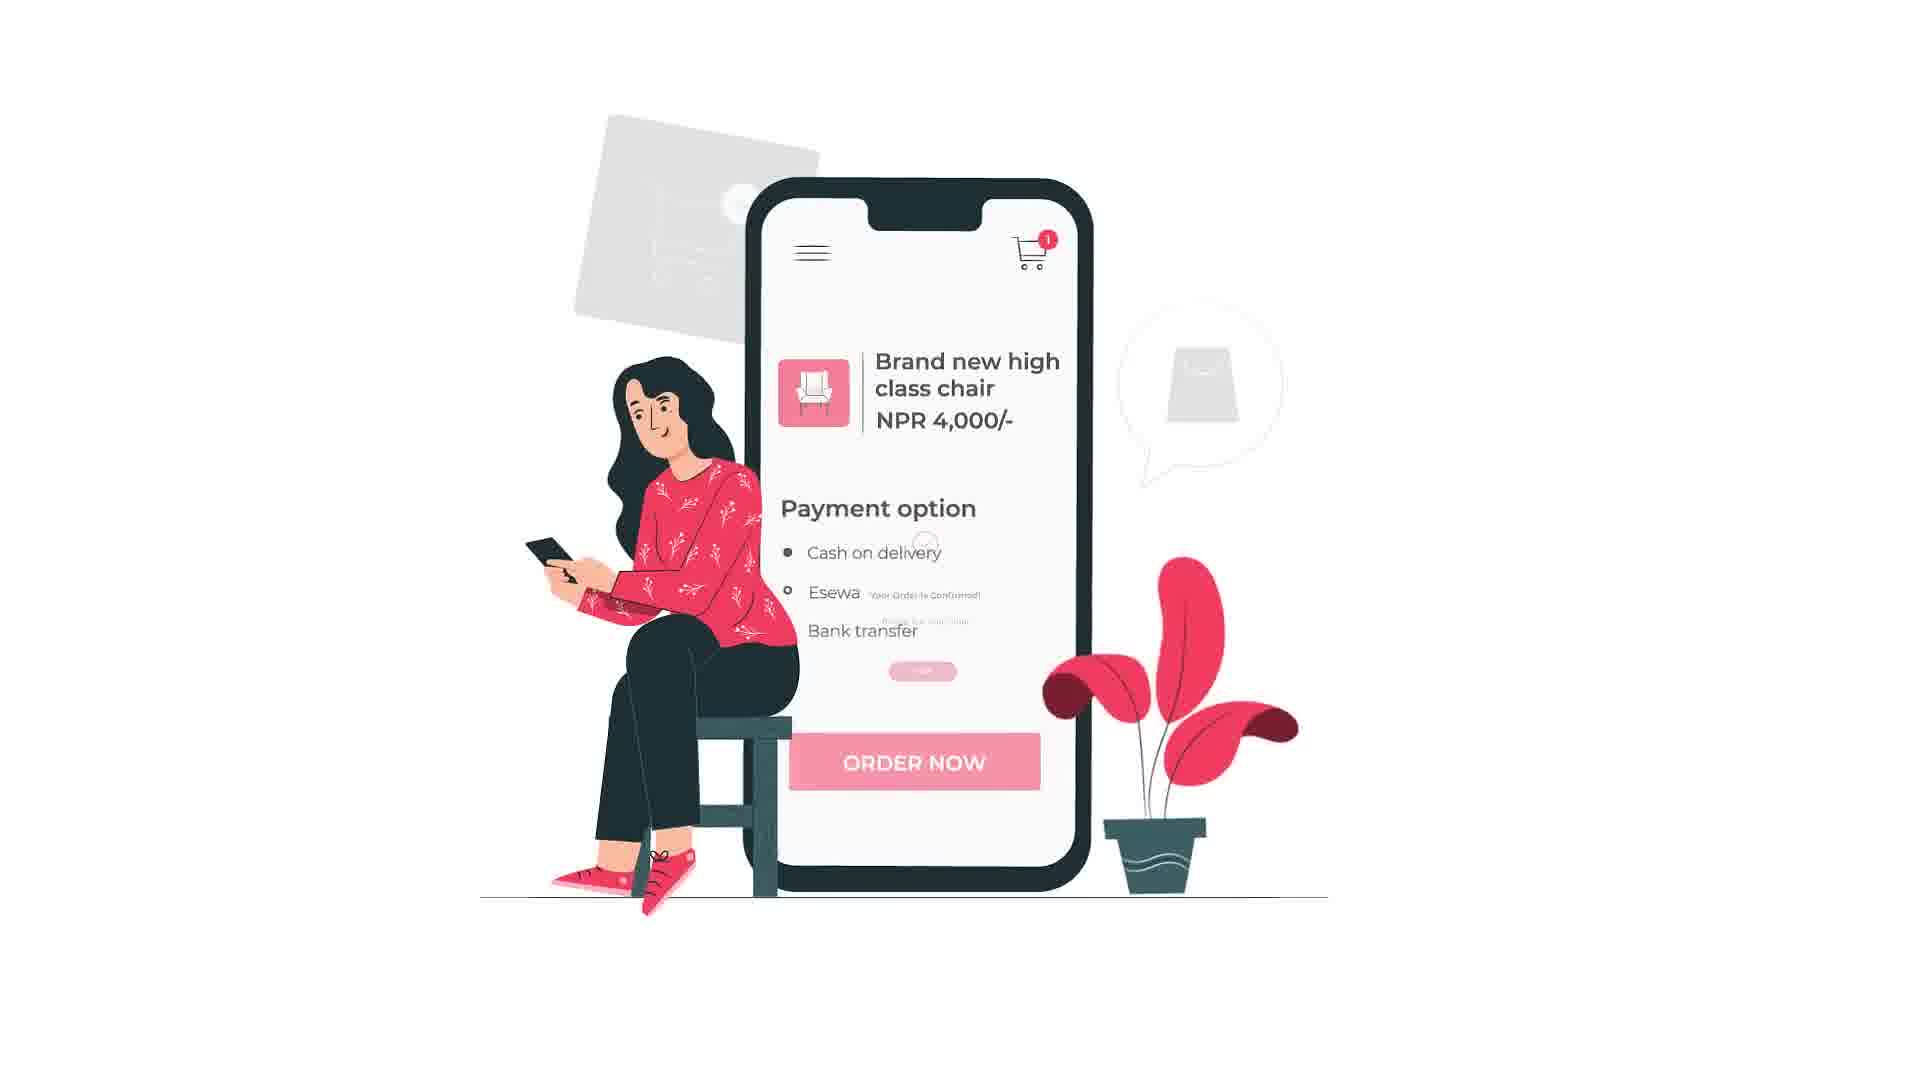 1
Brand new high
class chair
NPR 4,000/-
Payment option
Cash on delivery
Esewa
Your Order is Confirmed!
Bank transfer
ORDER NOW